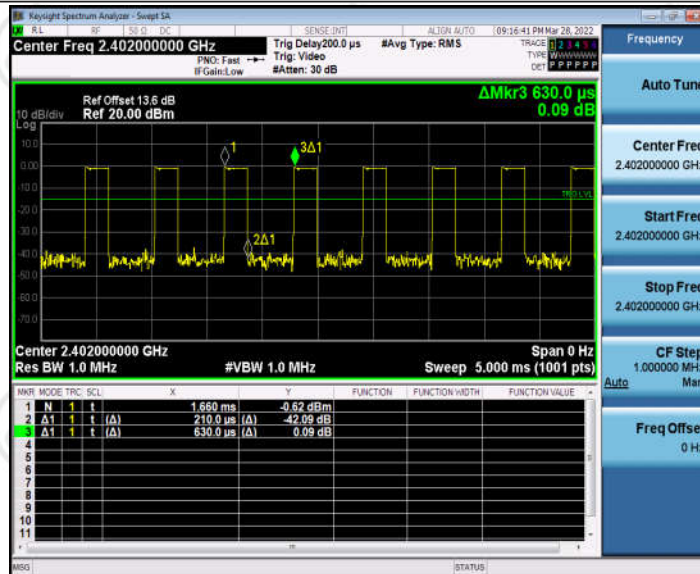 Keysight Spectrum Analyzer - Swept SA
RL RF 50 Ω DC SENSE:INT ALIGN AUTO 09:16:41 PM Mar 28, 2022
Center Freq 2.402000000 GHz
PNO: Fast
IFGain:Low
Trig Delay200.0 µs
Trig: Video
#Atten: 30 dB
#Avg Type: RMS
TRACE 1 2 3 4 5 6
TYPE WWWWWW
DET P P P P P P
Ref Offset 13.6 dB
Ref 20.00 dBm
10 dB/div
Log
ΔMkr3 630.0 µs
0.09 dB
10.0
0.00
-10.0
-20.0
-30.0
-40.0
-50.0
-60.0
-70.0
1
3Δ1
2Δ1
TRIG LVL
Center 2.402000000 GHz Span 0 Hz
Res BW 1.0 MHz #VBW 1.0 MHz Sweep 5.000 ms (1001 pts)
MKR MODE TRC SCL X Y FUNCTION FUNCTION WIDTH FUNCTION VALUE
1 N 1 t 1.660 ms -0.62 dBm
2 Δ1 1 t (Δ) 210.0 µs (Δ) -42.09 dB
3 Δ1 1 t (Δ) 630.0 µs (Δ) 0.09 dB
4
5
6
7
8
9
10
11
MSG STATUS
Frequency
Auto Tune
Center Freq
2.402000000 GHz
Start Freq
2.402000000 GHz
Stop Freq
2.402000000 GHz
CF Step
1.000000 MHz
Auto Man
Freq Offset
0 Hz